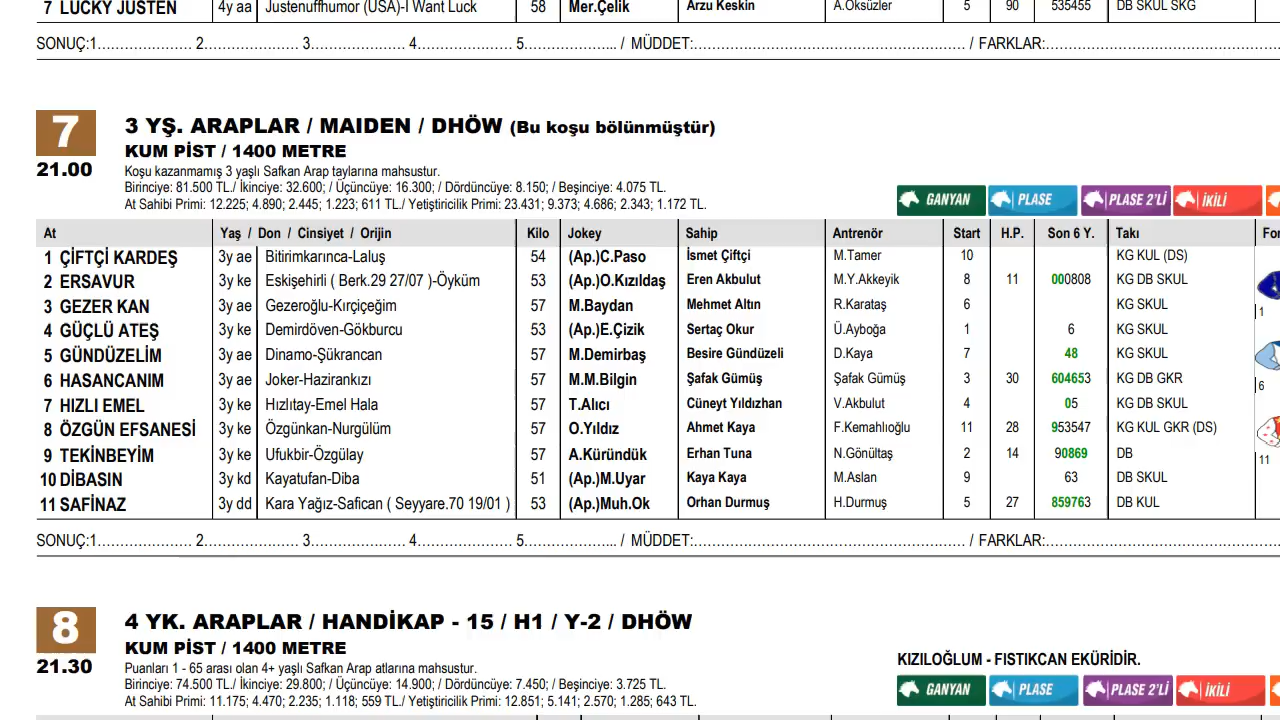 7 LUCKY JUSTEN 4y aa Justenuffhumor (USA)-I Want Luck 58 Mer.Çelik Arzu Keskin A.Öksüzler 5 90 535455 DB SKUL SKG
SONUÇ:1...................... 2....................... 3...................... 4...................... 5..................... / MÜDDET:............................................................... / FARKLAR:.......................................................
7 3 YŞ. ARAPLAR / MAIDEN / DHÖW (Bu koşu bölünmüştür)
KUM PİST / 1400 METRE
21.00 Koşu kazanmamış 3 yaşlı Safkan Arap taylarına mahsustur.
Birinciye: 81.500 TL./ İkinciye: 32.600; / Üçüncüye: 16.300; / Dördüncüye: 8.150; / Beşinciye: 4.075 TL.
At Sahibi Primi: 12.225; 4.890; 2.445; 1.223; 611 TL./ Yetiştiricilik Primi: 23.431; 9.373; 4.686; 2.343; 1.172 TL.
GANYAN PLASE PLASE 2'Lİ İKİLİ
At Yaş / Don / Cinsiyet / Orijin Kilo Jokey Sahip Antrenör Start H.P. Son 6 Y. Takı For
1 ÇİFTÇİ KARDEŞ 3y ae Bitirimkarınca-Laluş 54 (Ap.)C.Paso İsmet Çiftçi M.Tamer 10 KG KUL (DS)
2 ERSAVUR 3y ke Eskişehirli ( Berk.29 27/07 )-Öyküm 53 (Ap.)O.Kızıldaş Eren Akbulut M.Y.Akkeyik 8 11 000808 KG DB SKUL
3 GEZER KAN 3y ae Gezeroğlu-Kırçiçeğim 57 M.Baydan Mehmet Altın R.Karataş 6 KG SKUL
1
4 GÜÇLÜ ATEŞ 3y ke Demirdöven-Gökburcu 53 (Ap.)E.Çizik Sertaç Okur Ü.Ayboğa 1 6 KG SKUL
5 GÜNDÜZELİM 3y ae Dinamo-Şükrancan 57 M.Demirbaş Besire Gündüzeli D.Kaya 7 48 KG SKUL
6 HASANCANIM 3y ae Joker-Hazirankızı 57 M.M.Bilgin Şafak Gümüş Şafak Gümüş 3 30 604653 KG DB GKR
6
7 HIZLI EMEL 3y ke Hızlıtay-Emel Hala 57 T.Alıcı Cüneyt Yıldızhan V.Akbulut 4 05 KG DB SKUL
8 ÖZGÜN EFSANESİ 3y ke Özgünkan-Nurgülüm 57 O.Yıldız Ahmet Kaya F.Kemahlıoğlu 11 28 953547 KG KUL GKR (DS)
9 TEKİNBEYİM 3y ke Ufukbir-Özgülay 57 A.Küründük Erhan Tuna N.Gönültaş 2 14 90869 DB
11
10 DİBASIN 3y kd Kayatufan-Diba 51 (Ap.)M.Uyar Kaya Kaya M.Aslan 9 63 DB SKUL
11 SAFİNAZ 3y dd Kara Yağız-Safican ( Seyyare.70 19/01 ) 53 (Ap.)Muh.Ok Orhan Durmuş H.Durmuş 5 27 859763 DB KUL
SONUÇ:1...................... 2....................... 3...................... 4...................... 5..................... / MÜDDET:............................................................... / FARKLAR:.......................................................
8 4 YK. ARAPLAR / HANDİKAP - 15 / H1 / Y-2 / DHÖW
KUM PİST / 1400 METRE
21.30 Puanları 1 - 65 arası olan 4+ yaşlı Safkan Arap atlarına mahsustur.
KIZILOĞLUM - FISTIKCAN EKÜRİDİR.
Birinciye: 74.500 TL./ İkinciye: 29.800; / Üçüncüye: 14.900; / Dördüncüye: 7.450; / Beşinciye: 3.725 TL.
At Sahibi Primi: 11.175; 4.470; 2.235; 1.118; 559 TL./ Yetiştiricilik Primi: 12.851; 5.141; 2.570; 1.285; 643 TL.
GANYAN PLASE PLASE 2'Lİ İKİLİ